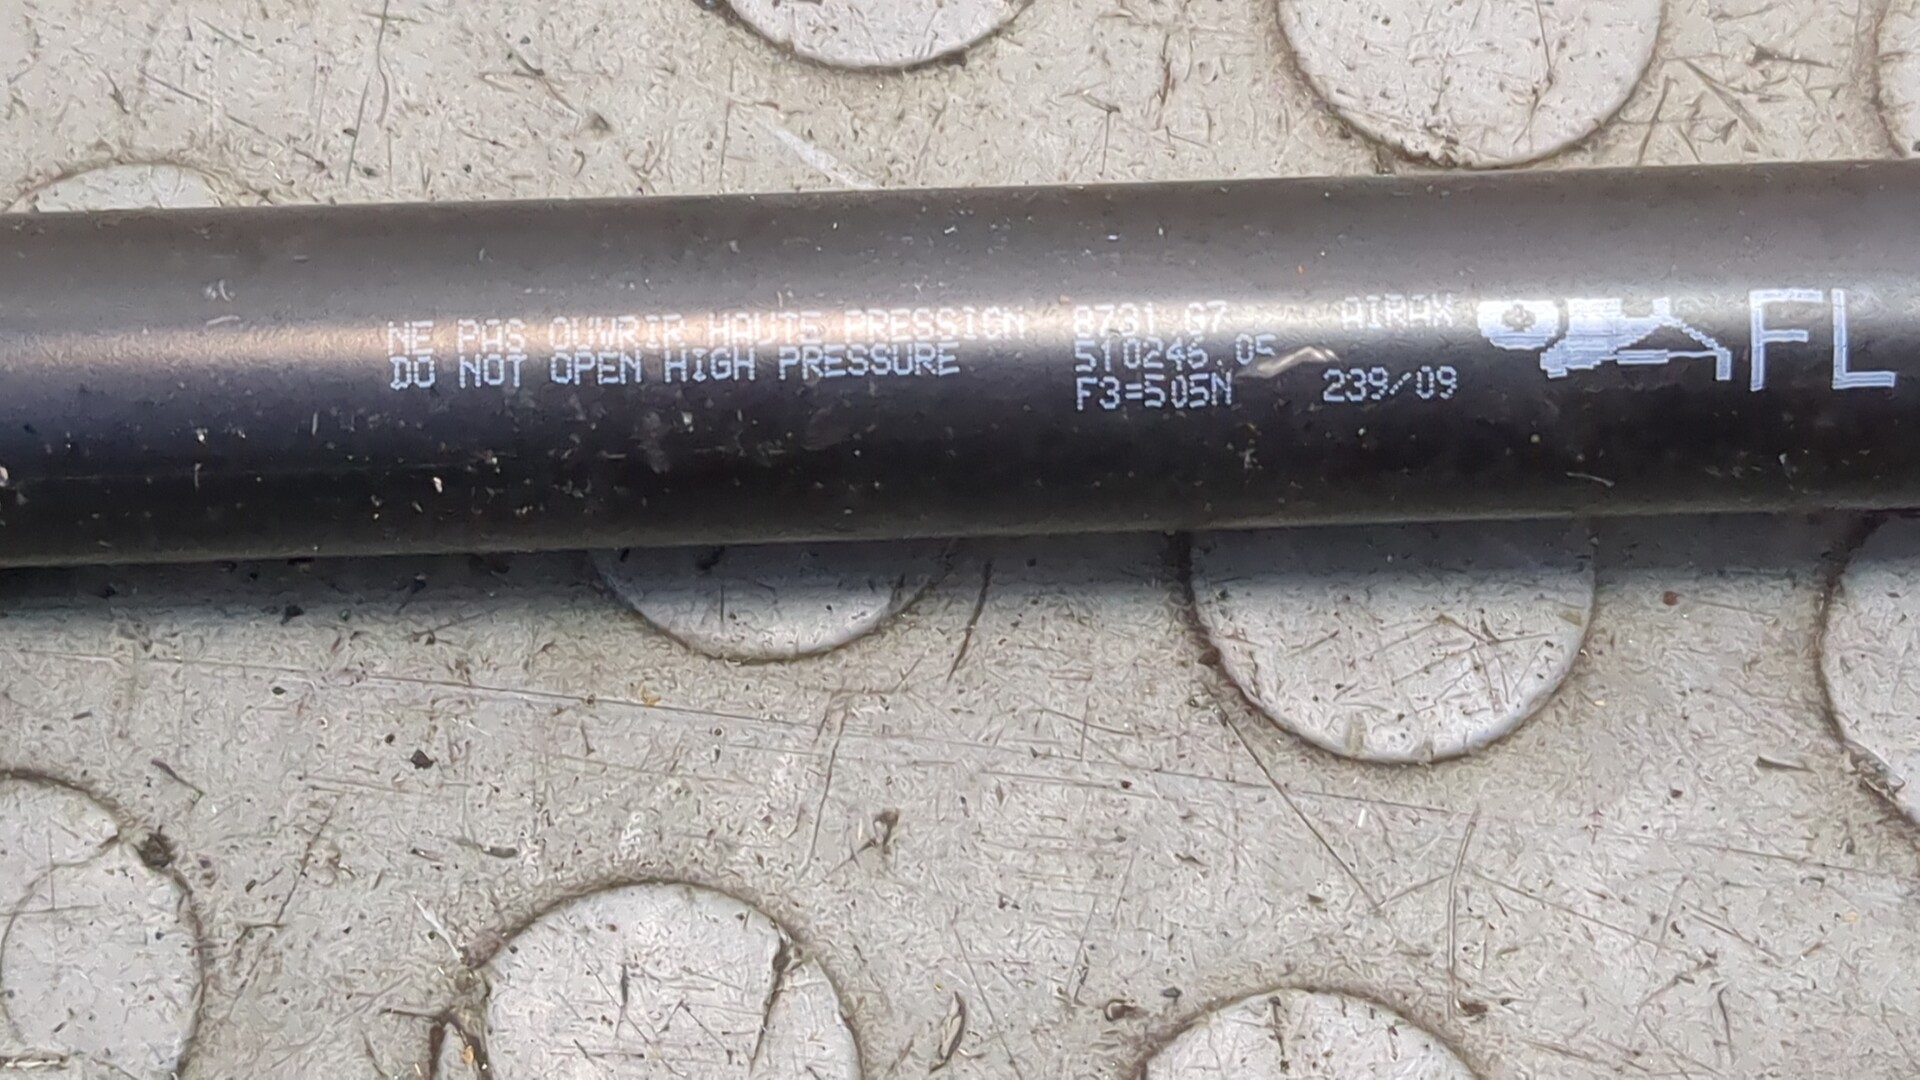 NE PAS OUVRIR HAUTE PRESSION
DO NOT OPEN HIGH PRESSURE
8731.G7
510246.05
F3=505N
AIRAX
239/09
FL